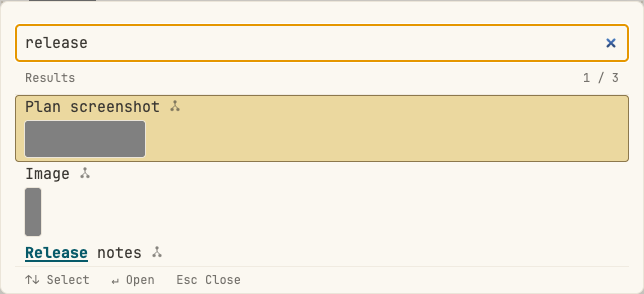 release ×
Results 1 / 3
Plan screenshot
Image
Release notes
↑↓ Select ↵ Open Esc Close